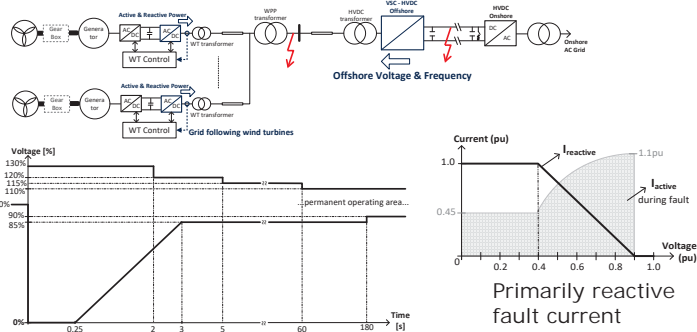 Active & Reactive Power
WPP
transformer
HVDC
transformer
VSC - HVDC
Offshore
HVDC
Onshore
Gear
Box
Genera
tor
AC
DC
AC
DC
WT transformer
DC
AC
Onshore
AC Grid
WT Control
Offshore Voltage & Frequency
Active & Reactive Power
Gear
Box
Genera
tor
AC
DC
AC
DC
WT transformer
WT Control
Grid following wind turbines
Voltage [%]
130%
120%
115%
110%
0%
90%
85%
0%
...permanent operating area...
0.25
2
3
5
60
180
Time
[s]
Current (pu)
1.0
0.45
0
0.2
0.4
0.6
0.8
1.0
Ireactive
1.1pu
Iactive
during fault
Voltage
(pu)
Primarily reactive
fault current